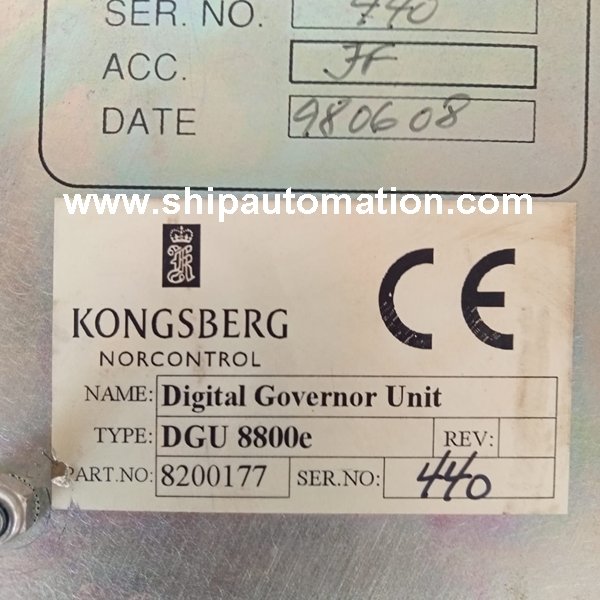 SER. NO. 440
ACC. JF
DATE 980608
www.shipautomation.com
KONGSBERG
NORCONTROL
CE
NAME: Digital Governor Unit
TYPE: DGU 8800e REV:
PART.NO: 8200177 SER.NO: 440